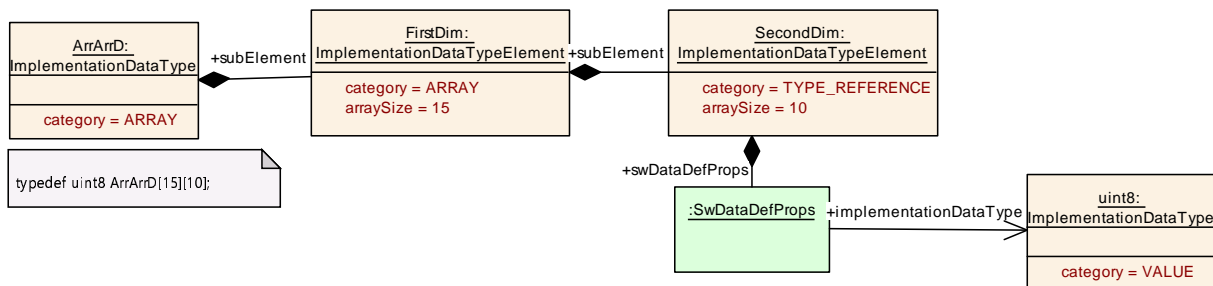 ArrArrD:
ImplementationDataType
category = ARRAY
+subElement
FirstDim:
ImplementationDataTypeElement
category = ARRAY
arraySize = 15
+subElement
SecondDim:
ImplementationDataTypeElement
category = TYPE_REFERENCE
arraySize = 10
typedef uint8 ArrArrD[15][10];
+swDataDefProps
:SwDataDefProps
+implementationDataType
uint8:
ImplementationDataType
category = VALUE